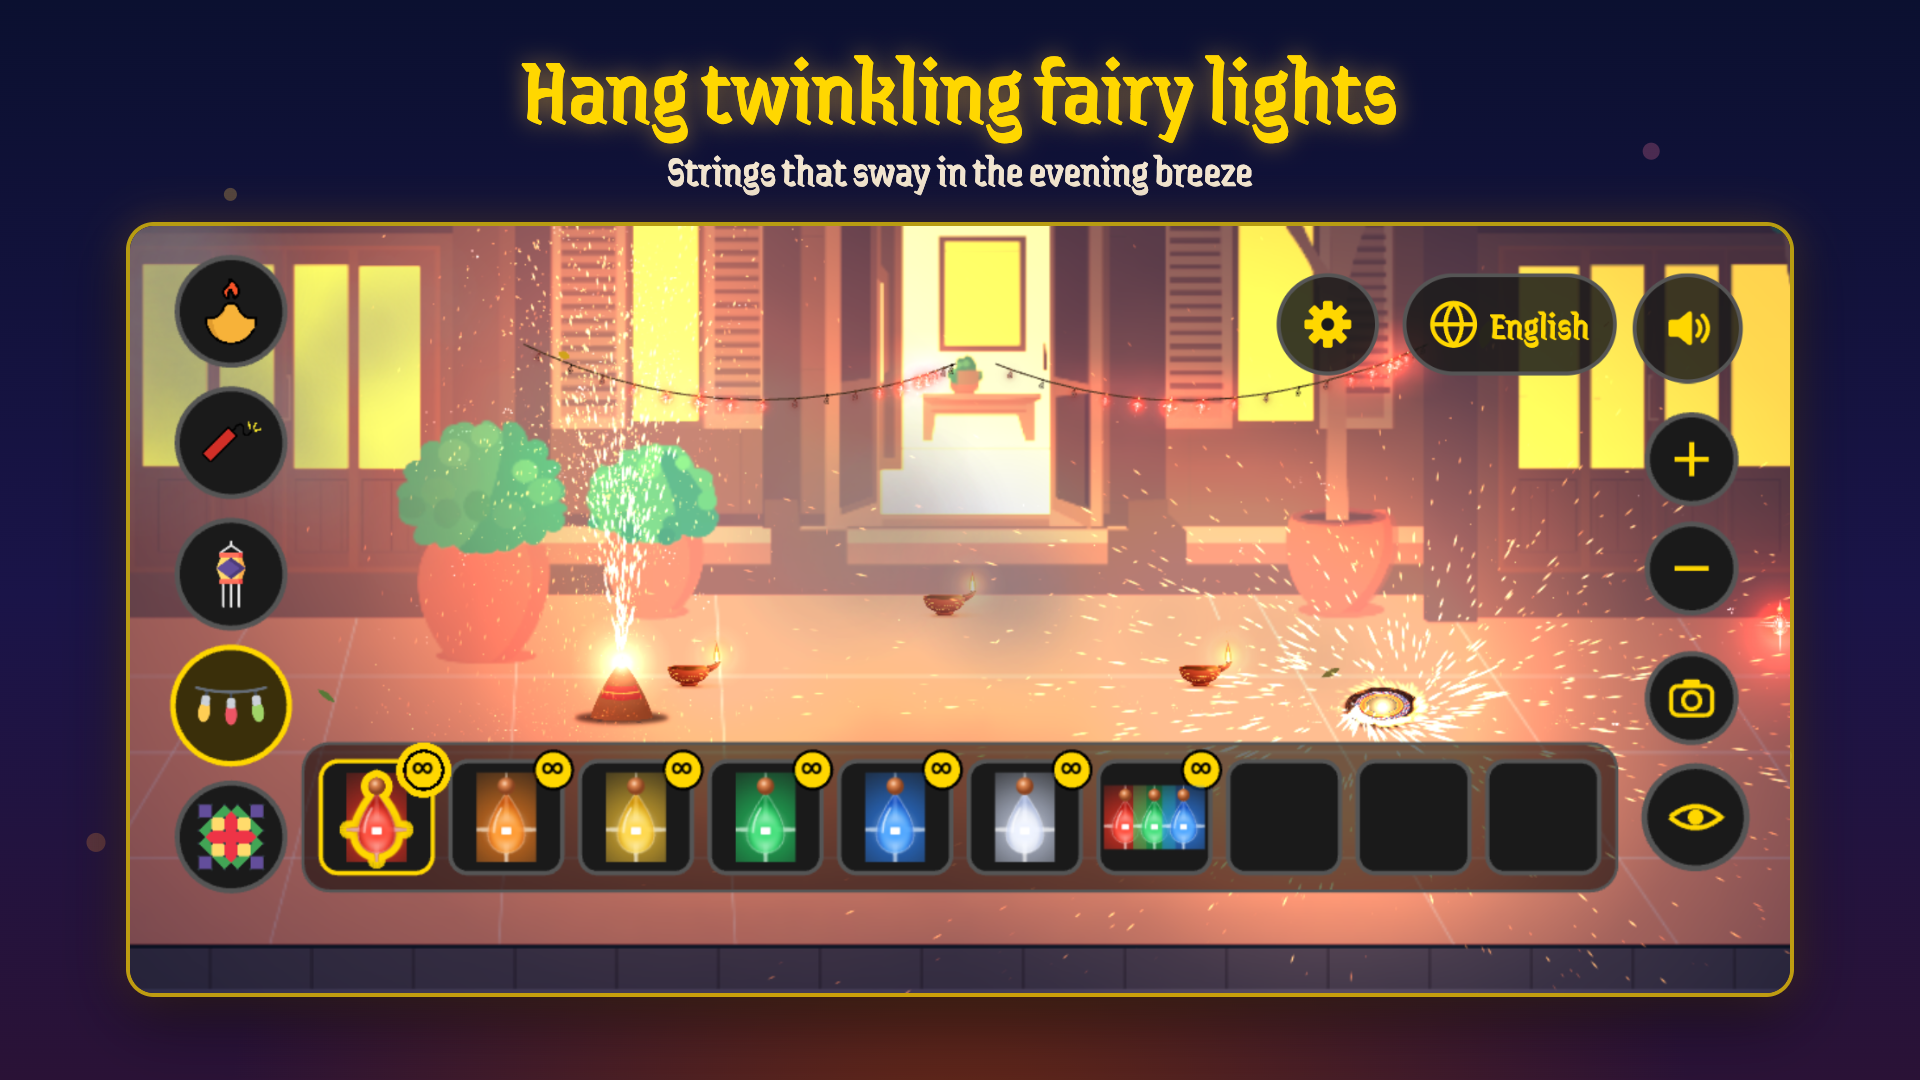 Hang twinkling fairy lights
Strings that sway in the evening breeze
English
∞ ∞ ∞ ∞ ∞ ∞ ∞